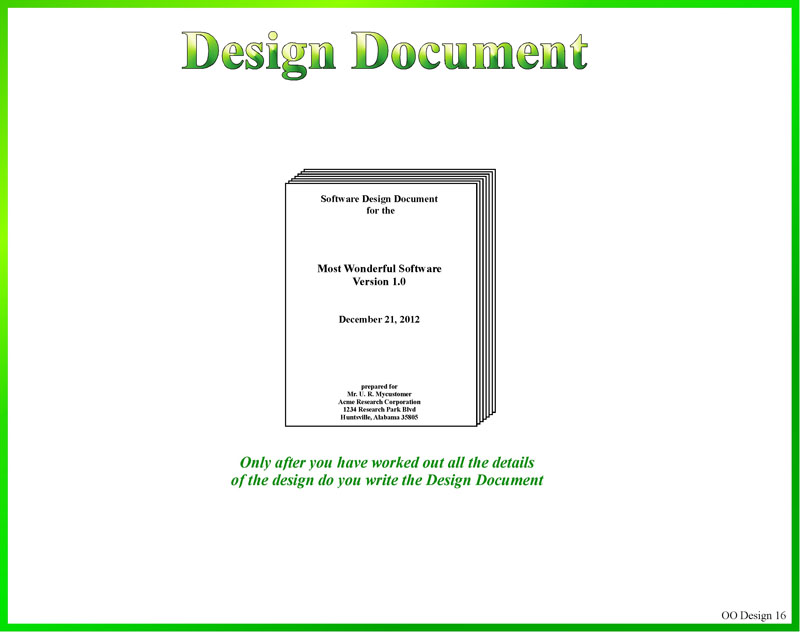 Design Document
Software Design Document
for the
Most Wonderful Software
Version 1.0
December 21, 2012
prepared for
Mr. U. R. Mycustomer
Acme Research Corporation
1234 Research Park Blvd
Huntsville, Alabama 35805
Only after you have worked out all the details
of the design do you write the Design Document
OO Design 16